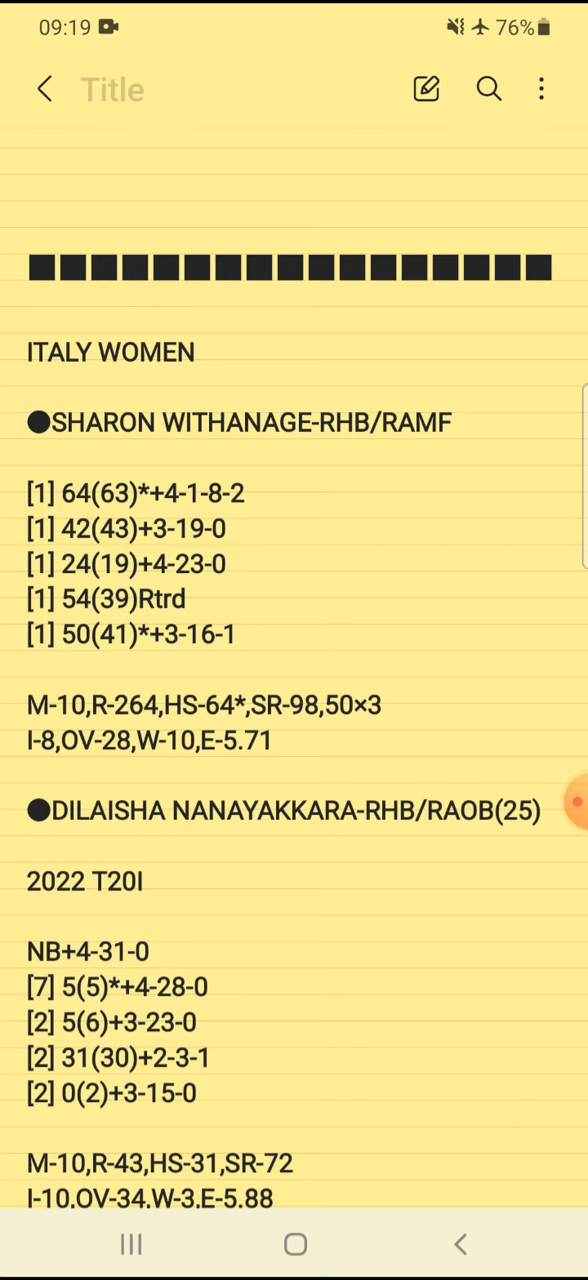 09:19 76%
Title
ITALY WOMEN
●SHARON WITHANAGE-RHB/RAMF
[1] 64(63)*+4-1-8-2
[1] 42(43)+3-19-0
[1] 24(19)+4-23-0
[1] 54(39)Rtrd
[1] 50(41)*+3-16-1
M-10,R-264,HS-64*,SR-98,50×3
I-8,OV-28,W-10,E-5.71
●DILAISHA NANAYAKKARA-RHB/RAOB(25)
2022 T20I
NB+4-31-0
[7] 5(5)*+4-28-0
[2] 5(6)+3-23-0
[2] 31(30)+2-3-1
[2] 0(2)+3-15-0
M-10,R-43,HS-31,SR-72
I-10,OV-34,W-3,E-5.88